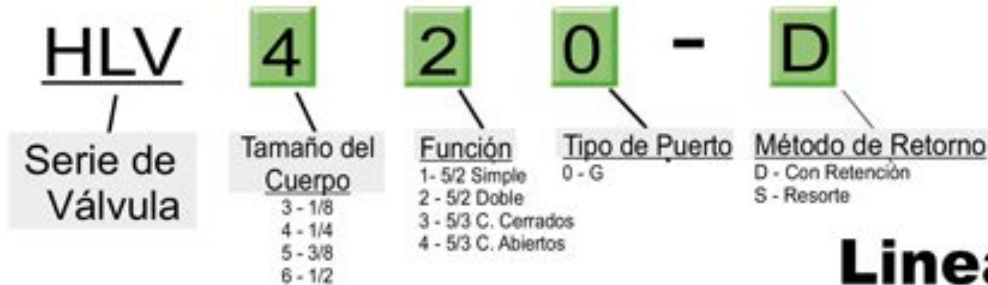 HLV 4 2 0 - D
Serie de
Válvula
Tamaño del
Cuerpo
3 - 1/8
4 - 1/4
5 - 3/8
6 - 1/2
Función
1- 5/2 Simple
2 - 5/2 Doble
3 - 5/3 C. Cerrados
4 - 5/3 C. Abiertos
Tipo de Puerto
0 - G
Método de Retorno
D - Con Retención
S - Resorte
Linea